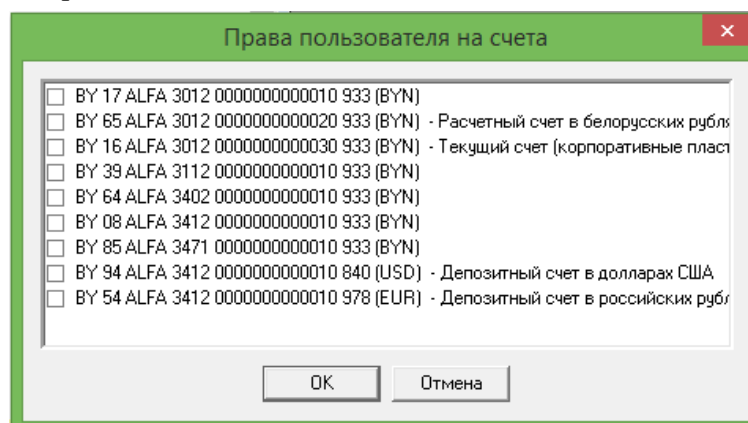 Права пользователя на счета
BY 17 ALFA 3012 0000000000010 933 (BYN)
BY 65 ALFA 3012 0000000000020 933 (BYN) - Расчетный счет в белорусских рубля
BY 16 ALFA 3012 0000000000030 933 (BYN) - Текущий счет (корпоративные пласт
BY 39 ALFA 3112 0000000000010 933 (BYN)
BY 64 ALFA 3402 0000000000010 933 (BYN)
BY 08 ALFA 3412 0000000000010 933 (BYN)
BY 85 ALFA 3471 0000000000010 933 (BYN)
BY 94 ALFA 3412 0000000000010 840 (USD) - Депозитный счет в долларах США
BY 54 ALFA 3412 0000000000010 978 (EUR) - Депозитный счет в российских рубл
OK Отмена